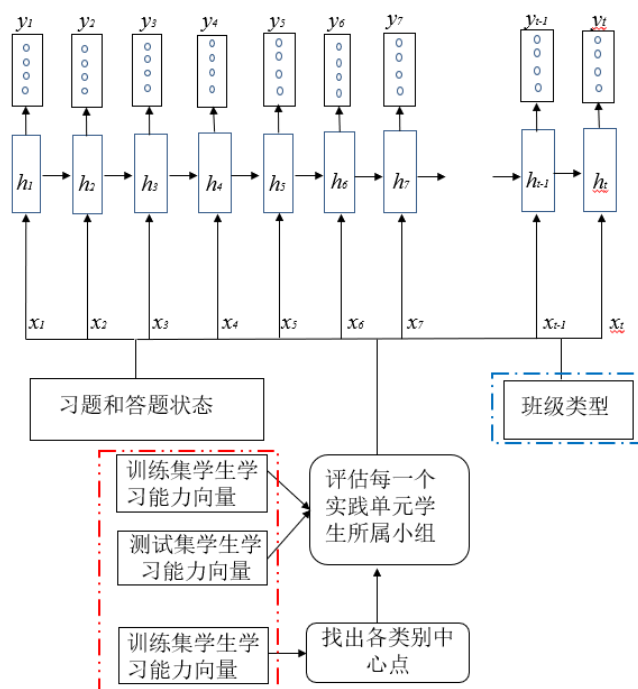 y1 y2 y3 y4 y5 y6 y7 yt-1 yt
h1 h2 h3 h4 h5 h6 h7 ht-1 ht
x1 x2 x3 x4 x5 x6 x7 xt-1 xt
习题和答题状态
班级类型
训练集学生学
习能力向量
评估每一个
实践单元学
生所属小组
测试集学生学
习能力向量
训练集学生学
习能力向量
找出各类别中
心点